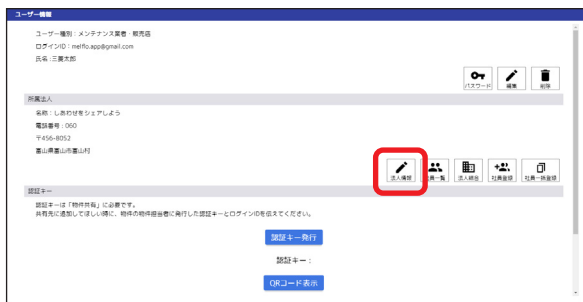 ユーザー情報
ユーザー種別：メンテナンス業者・販売店
ログインID：melflo.app@gmail.com
氏名：三菱太郎
パスワード 編集 削除
所属法人
名称：しあわせをシェアしよう
電話番号：060
〒456-8052
富山県富山市富山村
法人情報 社員一覧 法人統合 社員登録 社員一括登録
認証キー
認証キーは「物件共有」に必要です。
共有先に追加してほしい時に、物件の物件担当者に発行した認証キーとログインIDを伝えてください。
認証キー発行
認証キー：
QRコード表示